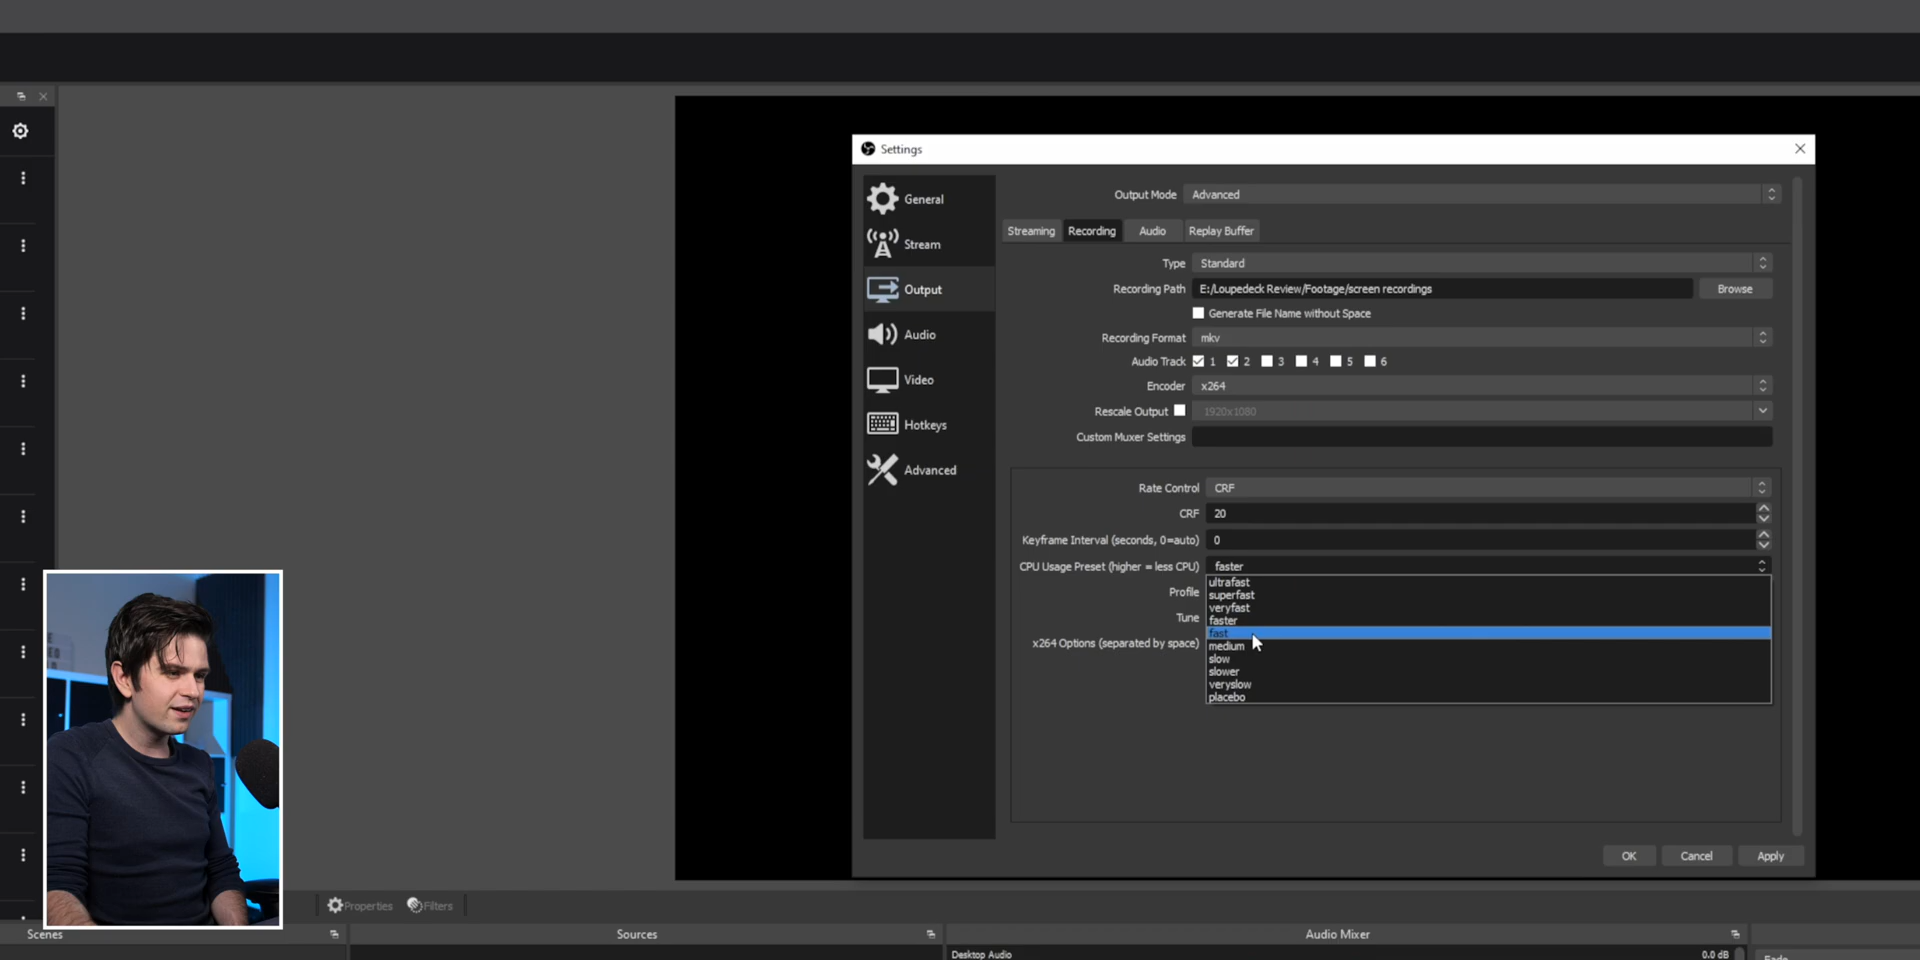 Settings
General
Stream
Output
Audio
Video
Hotkeys
Advanced
Output Mode Advanced
Streaming Recording Audio Replay Buffer
Type Standard
Recording Path E:/Loupedeck Review/Footage/screen recordings Browse
Generate File Name without Space
Recording Format mkv
Audio Track 1 2 3 4 5 6
Encoder x264
Rescale Output 1920x1080
Custom Muxer Settings
Rate Control CRF
CRF 20
Keyframe Interval (seconds, 0=auto) 0
CPU Usage Preset (higher = less CPU) faster
ultrafast
superfast
veryfast
faster
fast
medium
slow
slower
veryslow
placebo
Profile
Tune
x264 Options (separated by space)
OK Cancel Apply
Properties Filters
Scenes Sources Audio Mixer
Desktop Audio 0.0 dB